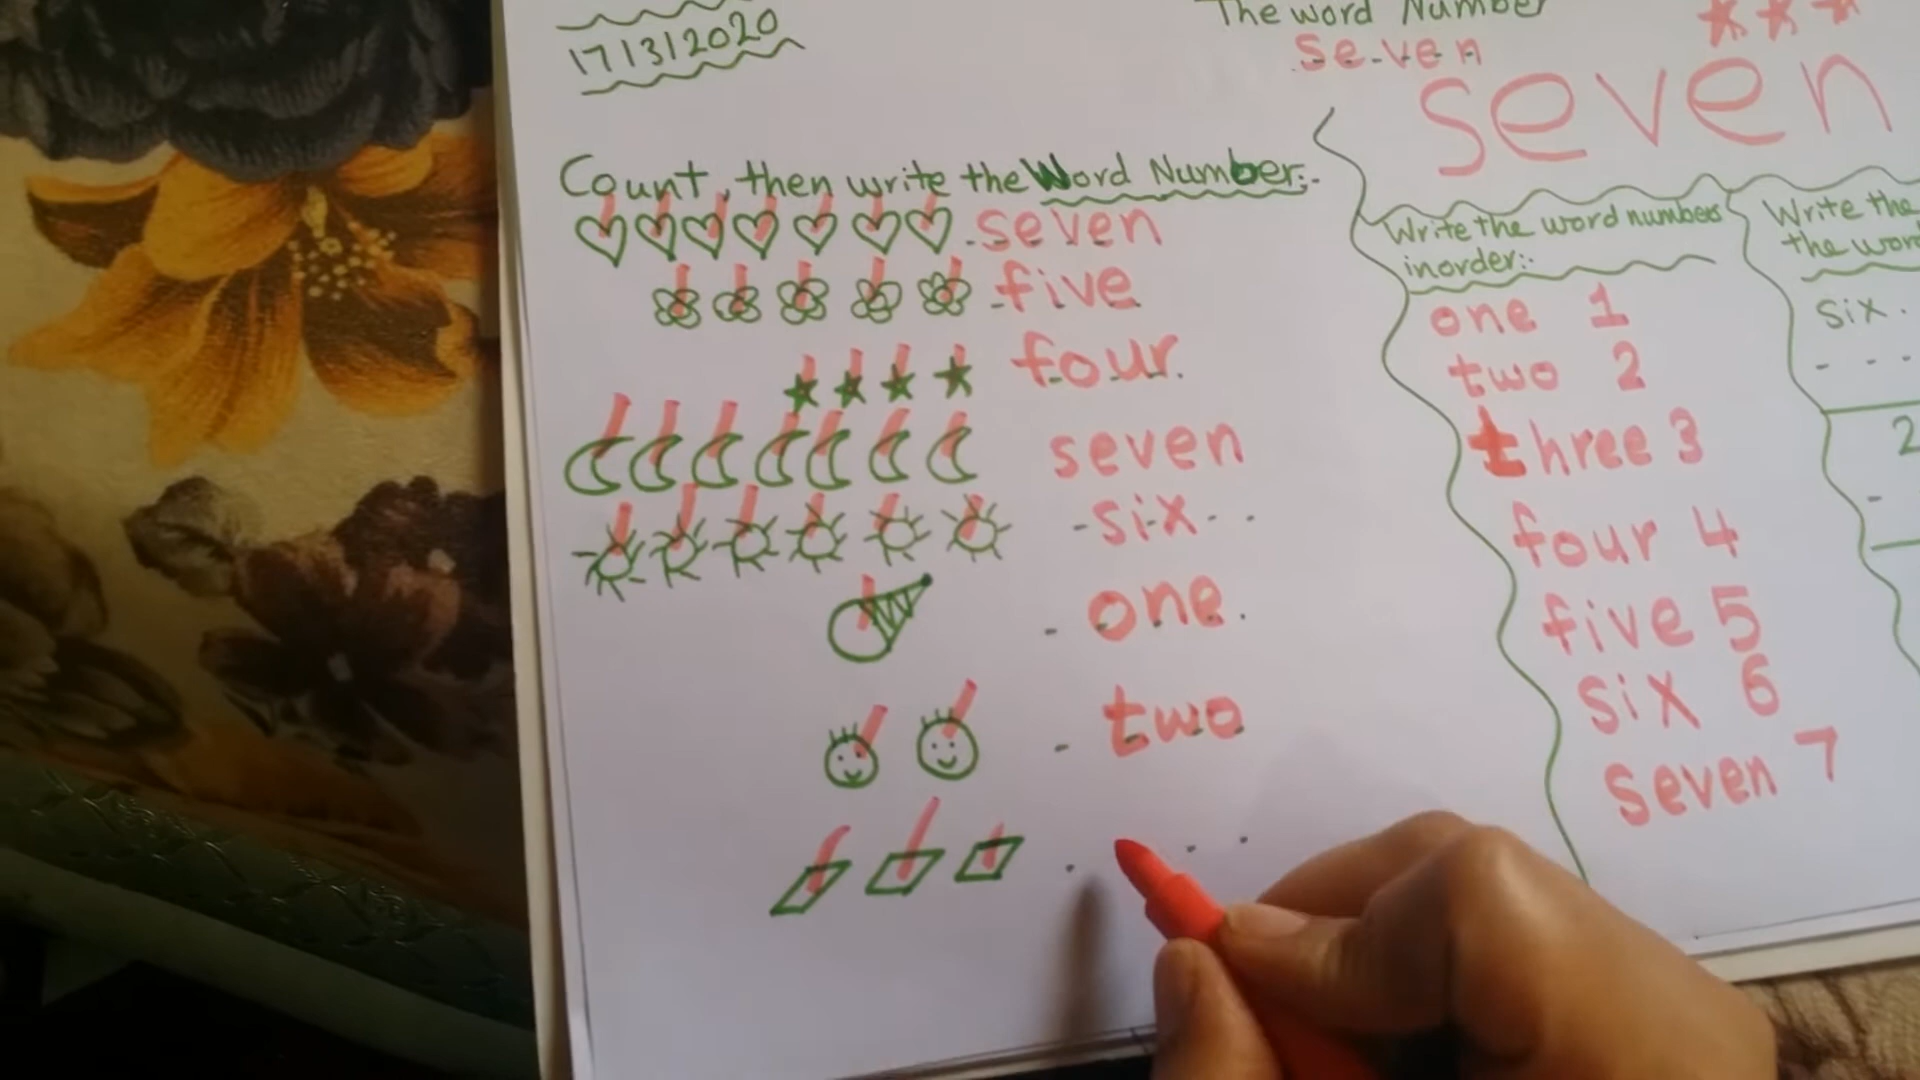 17/3/2020
The word Number
seven
seven
Count, then write the Word Number:-
seven
five
four
seven
six
one
two
Write the word numbers
inorder:-
one 1
two 2
three 3
four 4
five 5
six 6
seven 7
Write the
the word
six
2